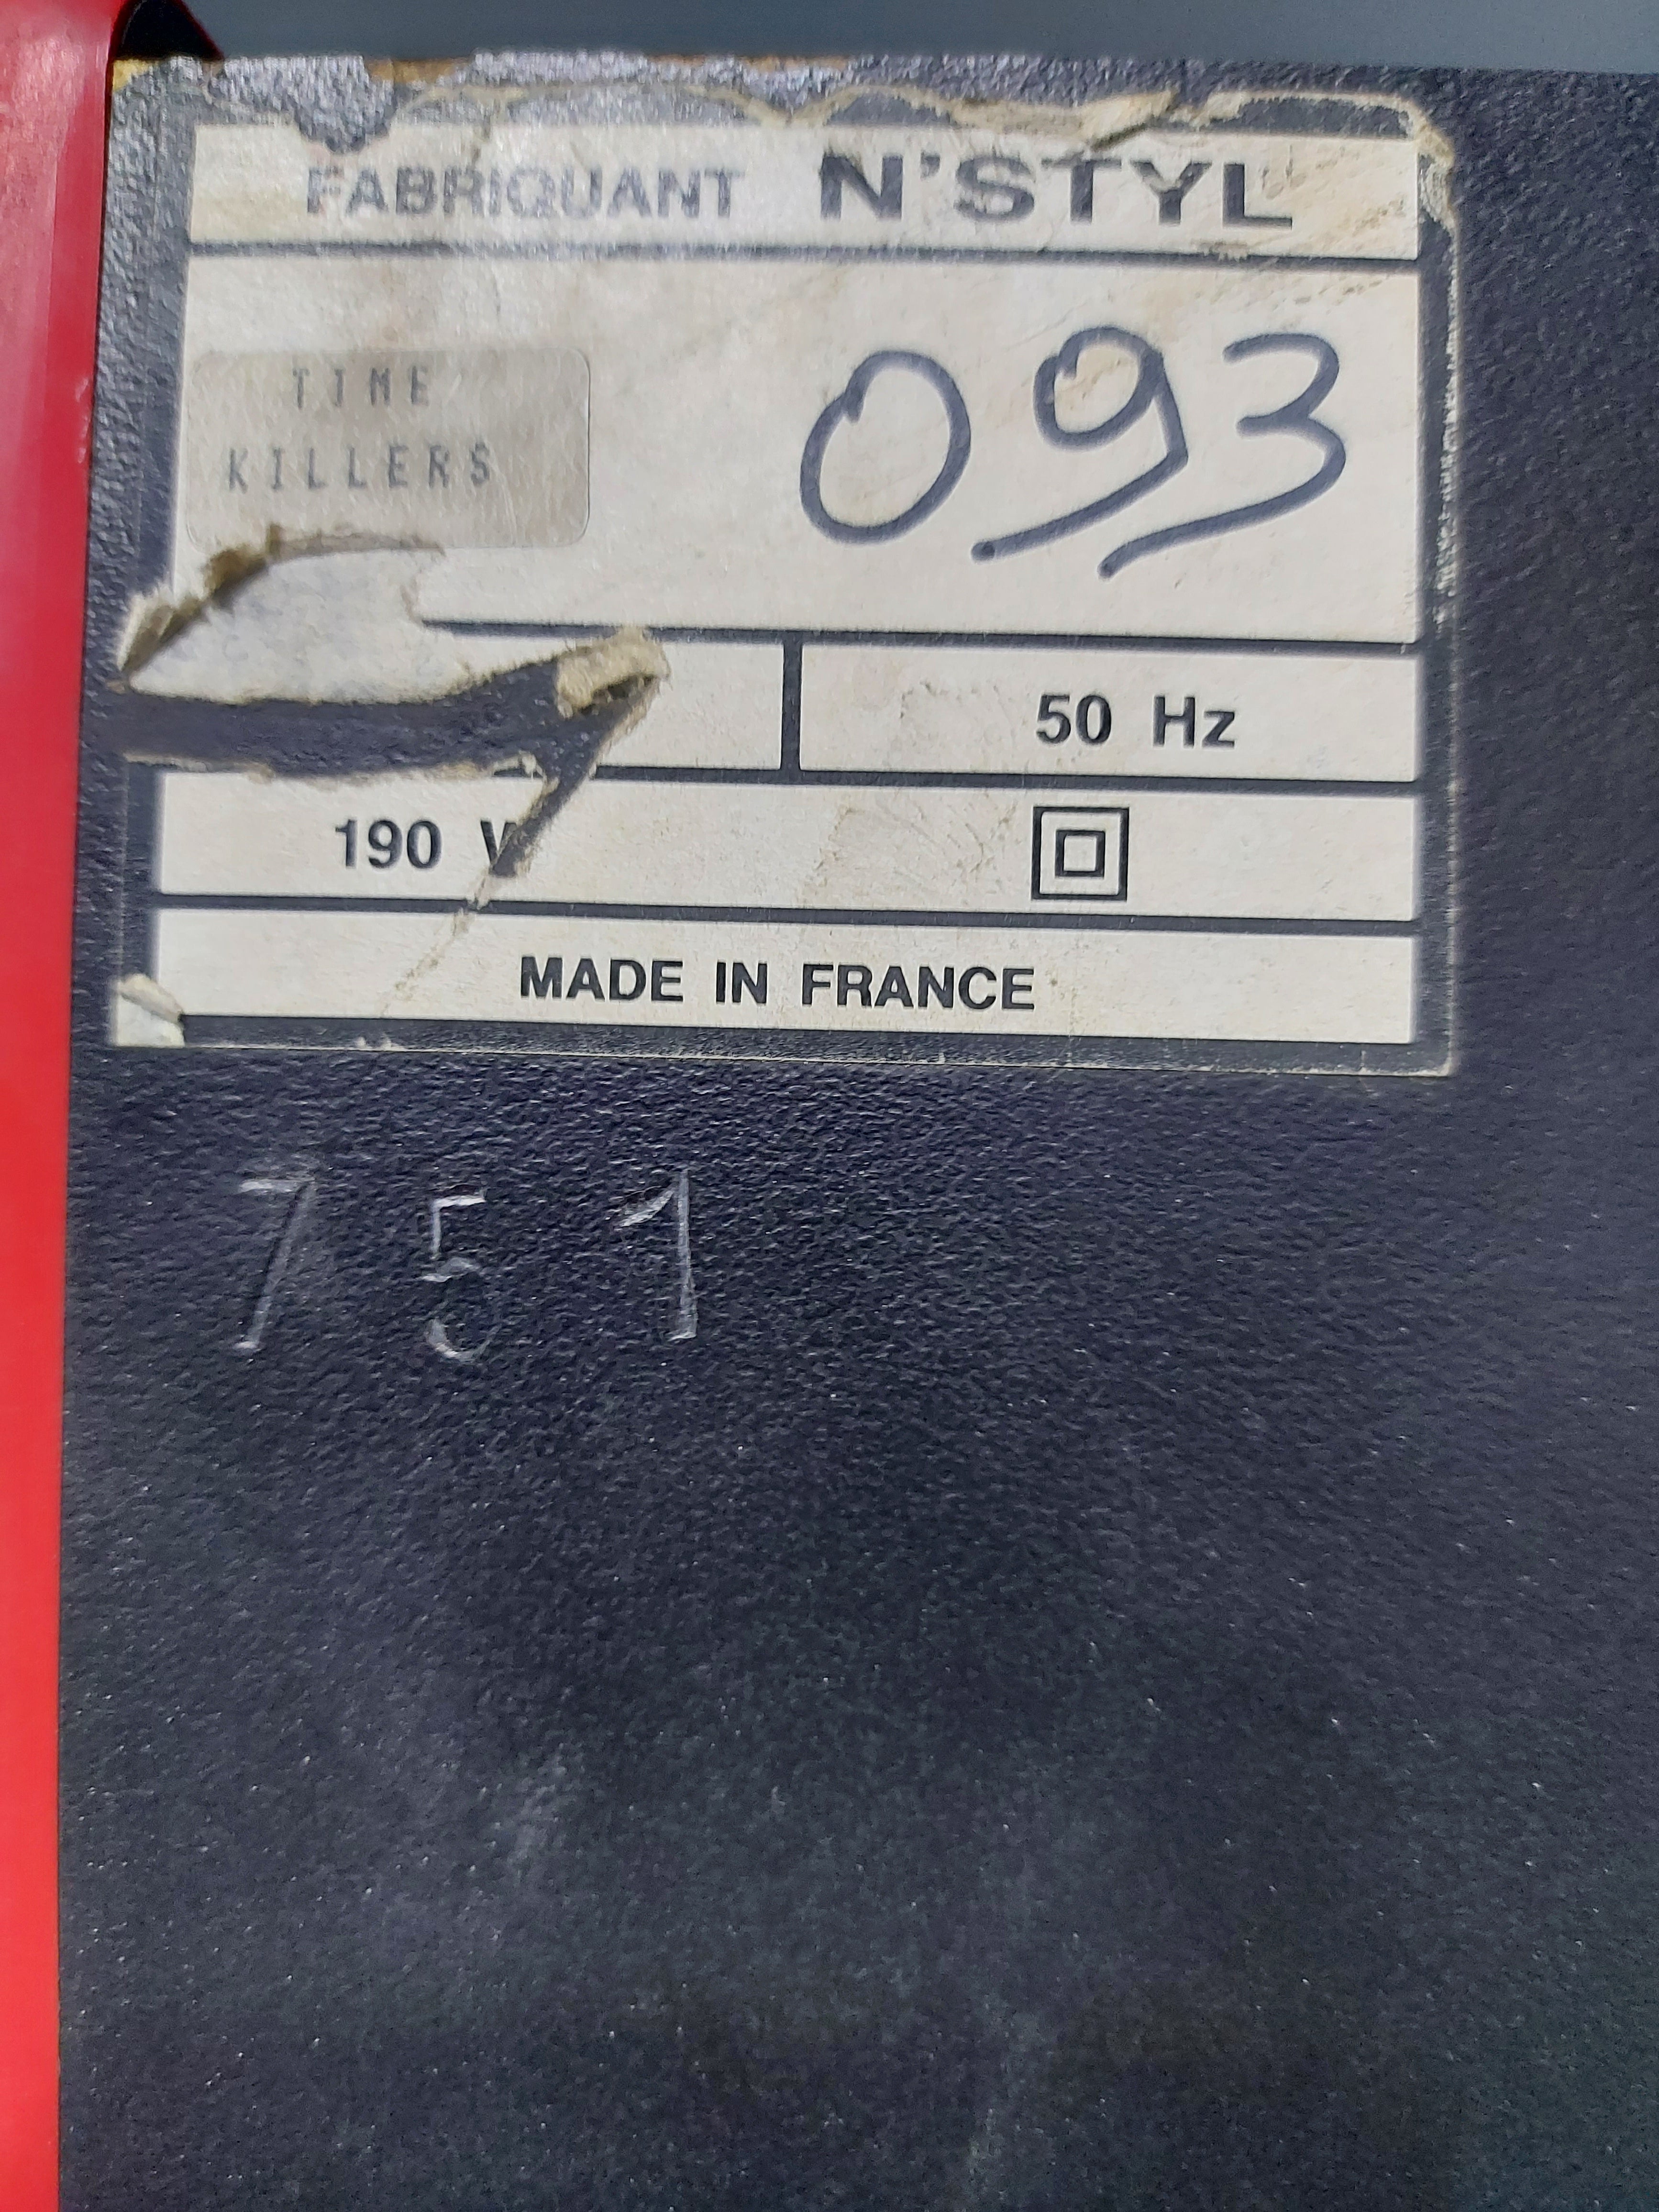 FABRIQUANT N'STYL
TIME
KILLERS
093
50 Hz
190 W
MADE IN FRANCE
751